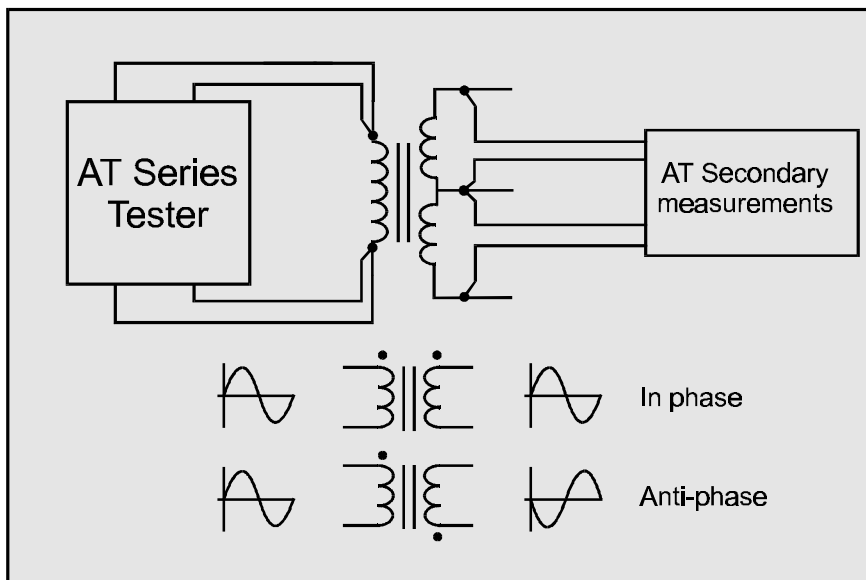 AT Series
Tester
AT Secondary
measurements
In phase
Anti-phase